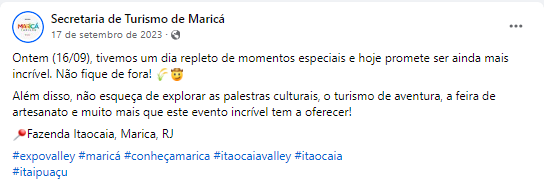 MARICÁ
Secretaria de Turismo de Maricá
17 de setembro de 2023 ·
Ontem (16/09), tivemos um dia repleto de momentos especiais e hoje promete ser ainda mais
incrível. Não fique de fora! 🌾🤠
Além disso, não esqueça de explorar as palestras culturais, o turismo de aventura, a feira de
artesanato e muito mais que este evento incrível tem a oferecer!
📍Fazenda Itaocaia, Marica, RJ
#expovalley #maricá #conheçamarica #itaocaiavalley #itaocaia
#itaipuaçu